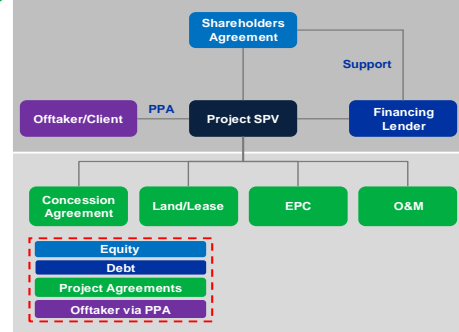 Shareholders
Agreement
Support
Offtaker/Client
PPA
Project SPV
Financing
Lender
Concession
Agreement
Land/Lease
EPC
O&M
Equity
Debt
Project Agreements
Offtaker via PPA